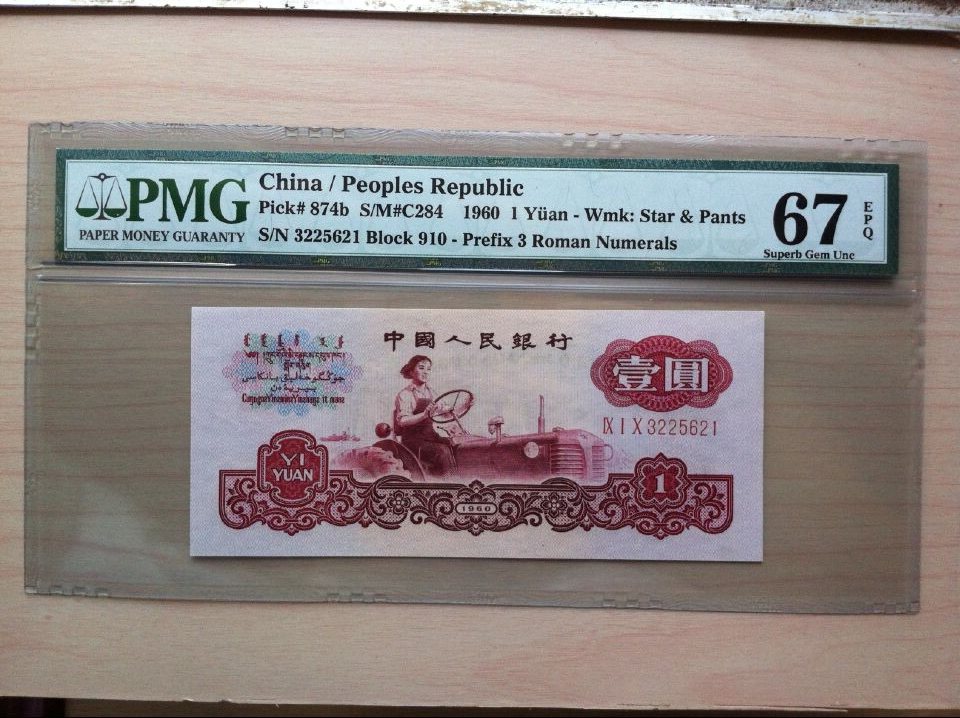 PMG
PAPER MONEY GUARANTY
China / Peoples Republic
Pick# 874b S/M#C284 1960 1 Yüan - Wmk: Star & Pants
S/N 3225621 Block 910 - Prefix 3 Roman Numerals
67
EPQ
Superb Gem Unc
中國人民銀行
壹圓
IX I X 3225621
YI
YUAN
1960
1